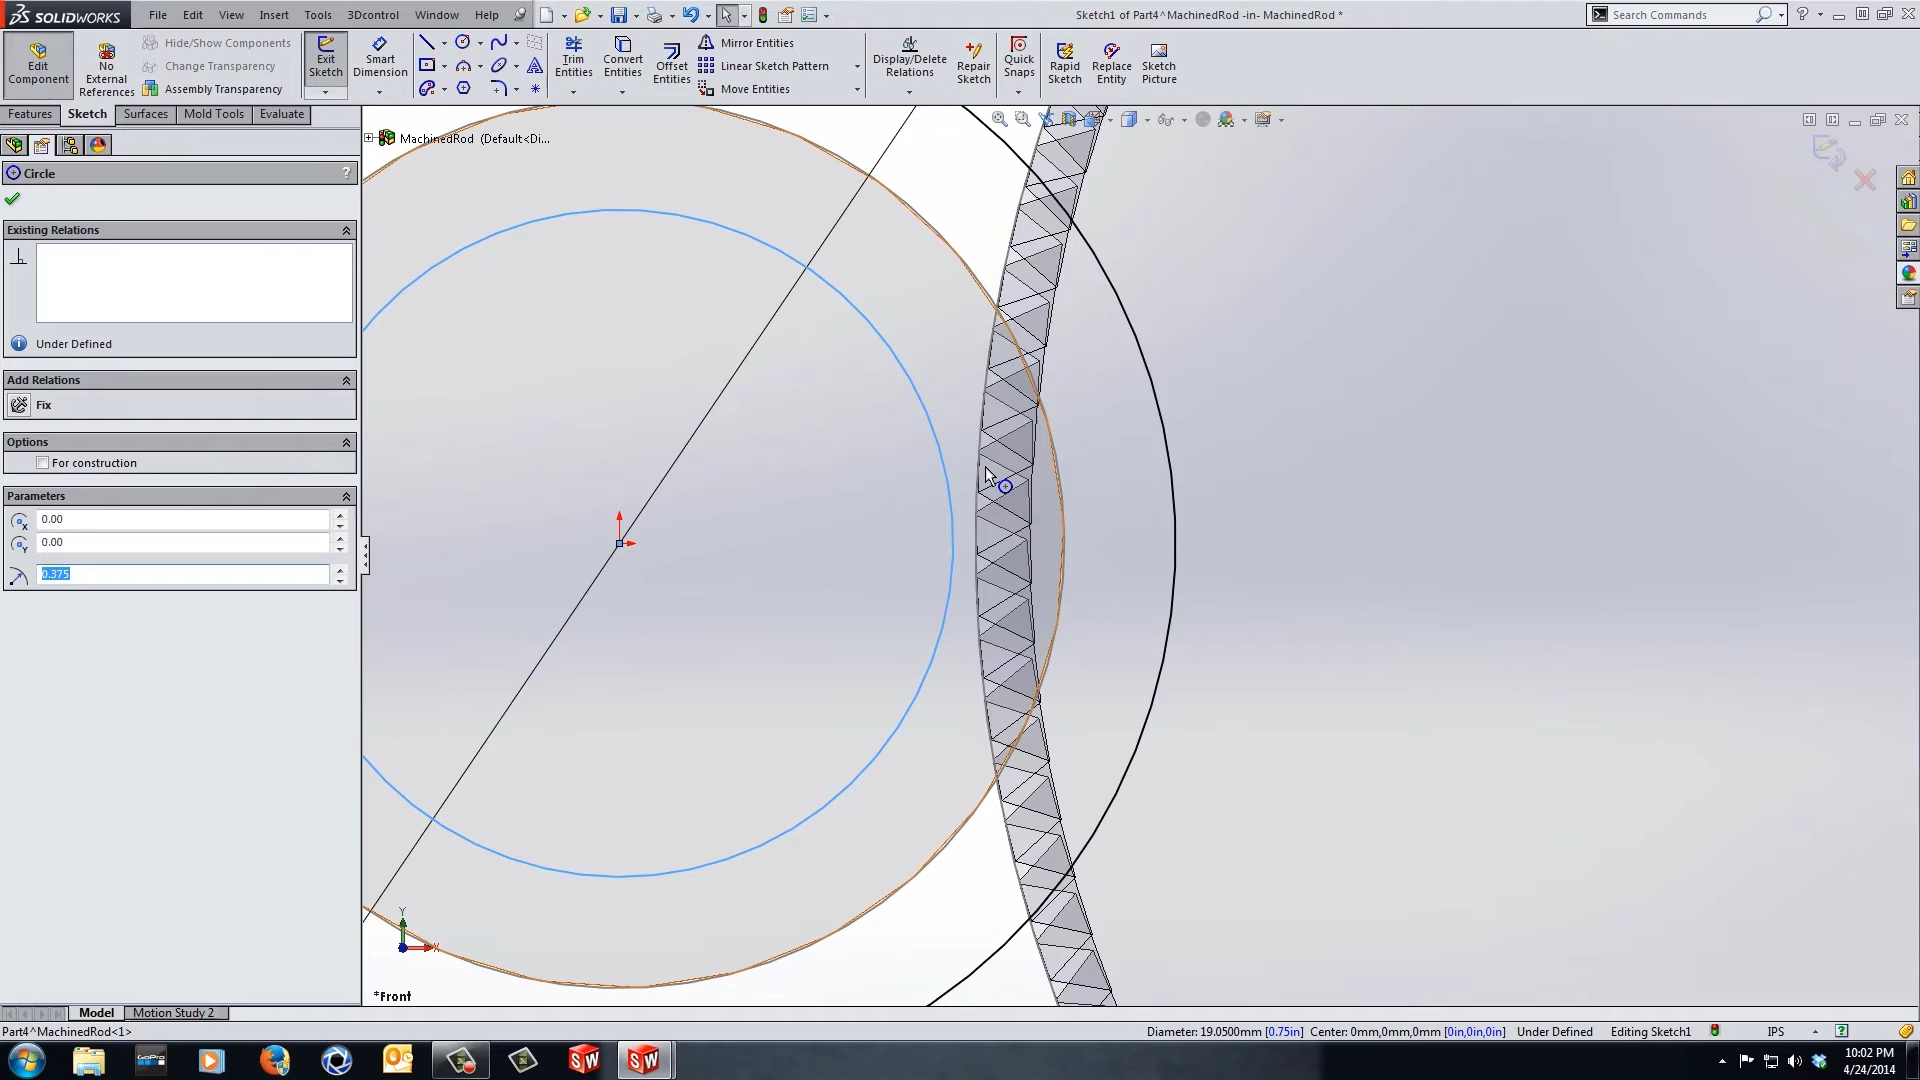 SOLIDWORKS File Edit View Insert Tools 3Dcontrol Window Help Sketch1 of Part4^MachinedRod -in- MachinedRod * Search Commands
Edit Component
No External References
Hide/Show Components
Change Transparency
Assembly Transparency
Exit Sketch
Smart Dimension
Trim Entities
Convert Entities
Offset Entities
Mirror Entities
Linear Sketch Pattern
Move Entities
Display/Delete Relations
Repair Sketch
Quick Snaps
Rapid Sketch
Replace Entity
Sketch Picture
Features Sketch Surfaces Mold Tools Evaluate
MachinedRod (Default<Di...
Circle ?
Existing Relations
Under Defined
Add Relations
Fix
Options
For construction
Parameters
0.00
0.00
0.375
Y
X
*Front
Model Motion Study 2
Part4^MachinedRod<1> Diameter: 19.0500mm [0.75in] Center: 0mm,0mm,0mm [0in,0in,0in] Under Defined Editing Sketch1 IPS
GoPro
SW
SW
10:02 PM
4/24/2014